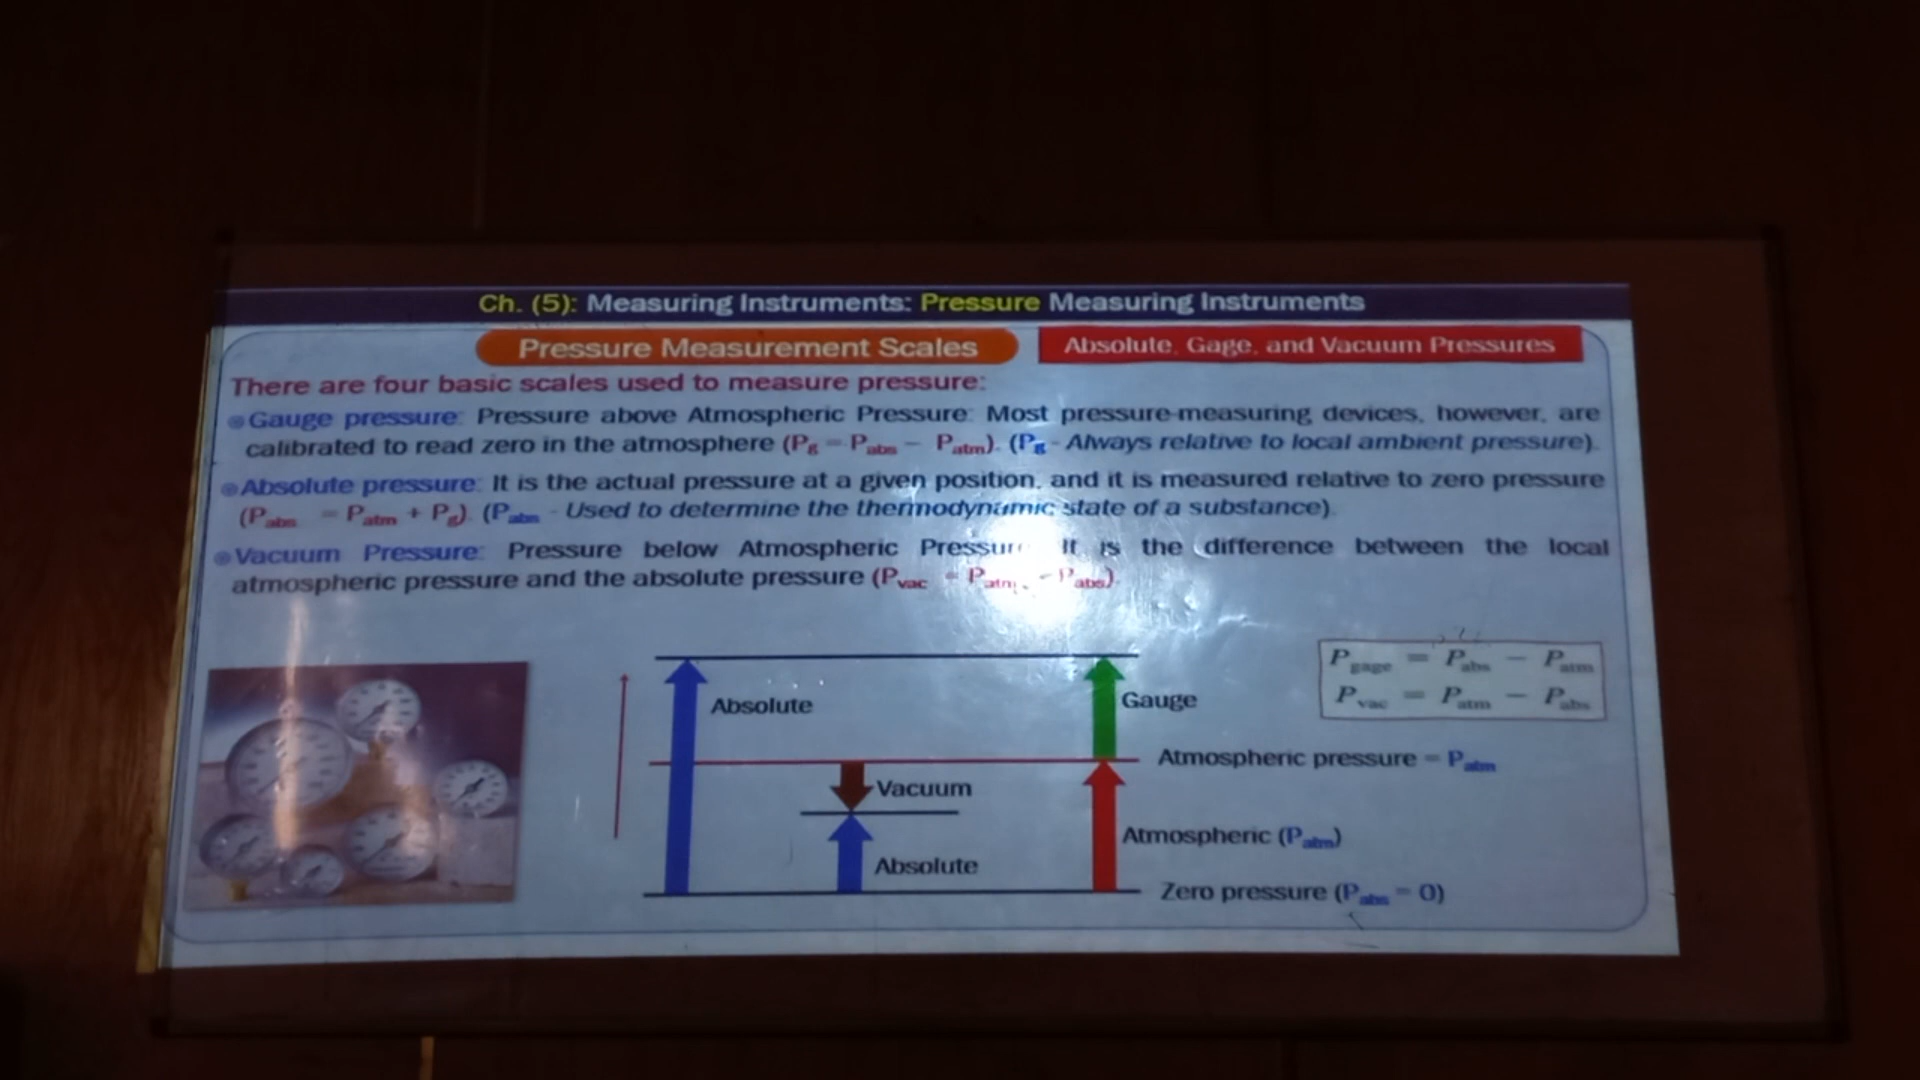 Ch. (5): Measuring Instruments: Pressure Measuring Instruments
Pressure Measurement Scales
Absolute, Gage, and Vacuum Pressures
There are four basic scales used to measure pressure:
Gauge pressure: Pressure above Atmospheric Pressure: Most pressure-measuring devices, however, are
calibrated to read zero in the atmosphere (Pg = Pabs − Patm). (Pg - Always relative to local ambient pressure).
Absolute pressure: It is the actual pressure at a given position, and it is measured relative to zero pressure
(Pabs = Patm + Pg). (Pabs - Used to determine the thermodynamic state of a substance).
Vacuum Pressure: Pressure below Atmospheric Pressure It is the difference between the local
atmospheric pressure and the absolute pressure (Pvac = Patm − Pabs).
Pgage = Pabs − Patm
Pvac = Patm − Pabs
Absolute
Gauge
Atmospheric pressure = Patm
Vacuum
Atmospheric (Patm)
Absolute
Zero pressure (Pabs = 0)